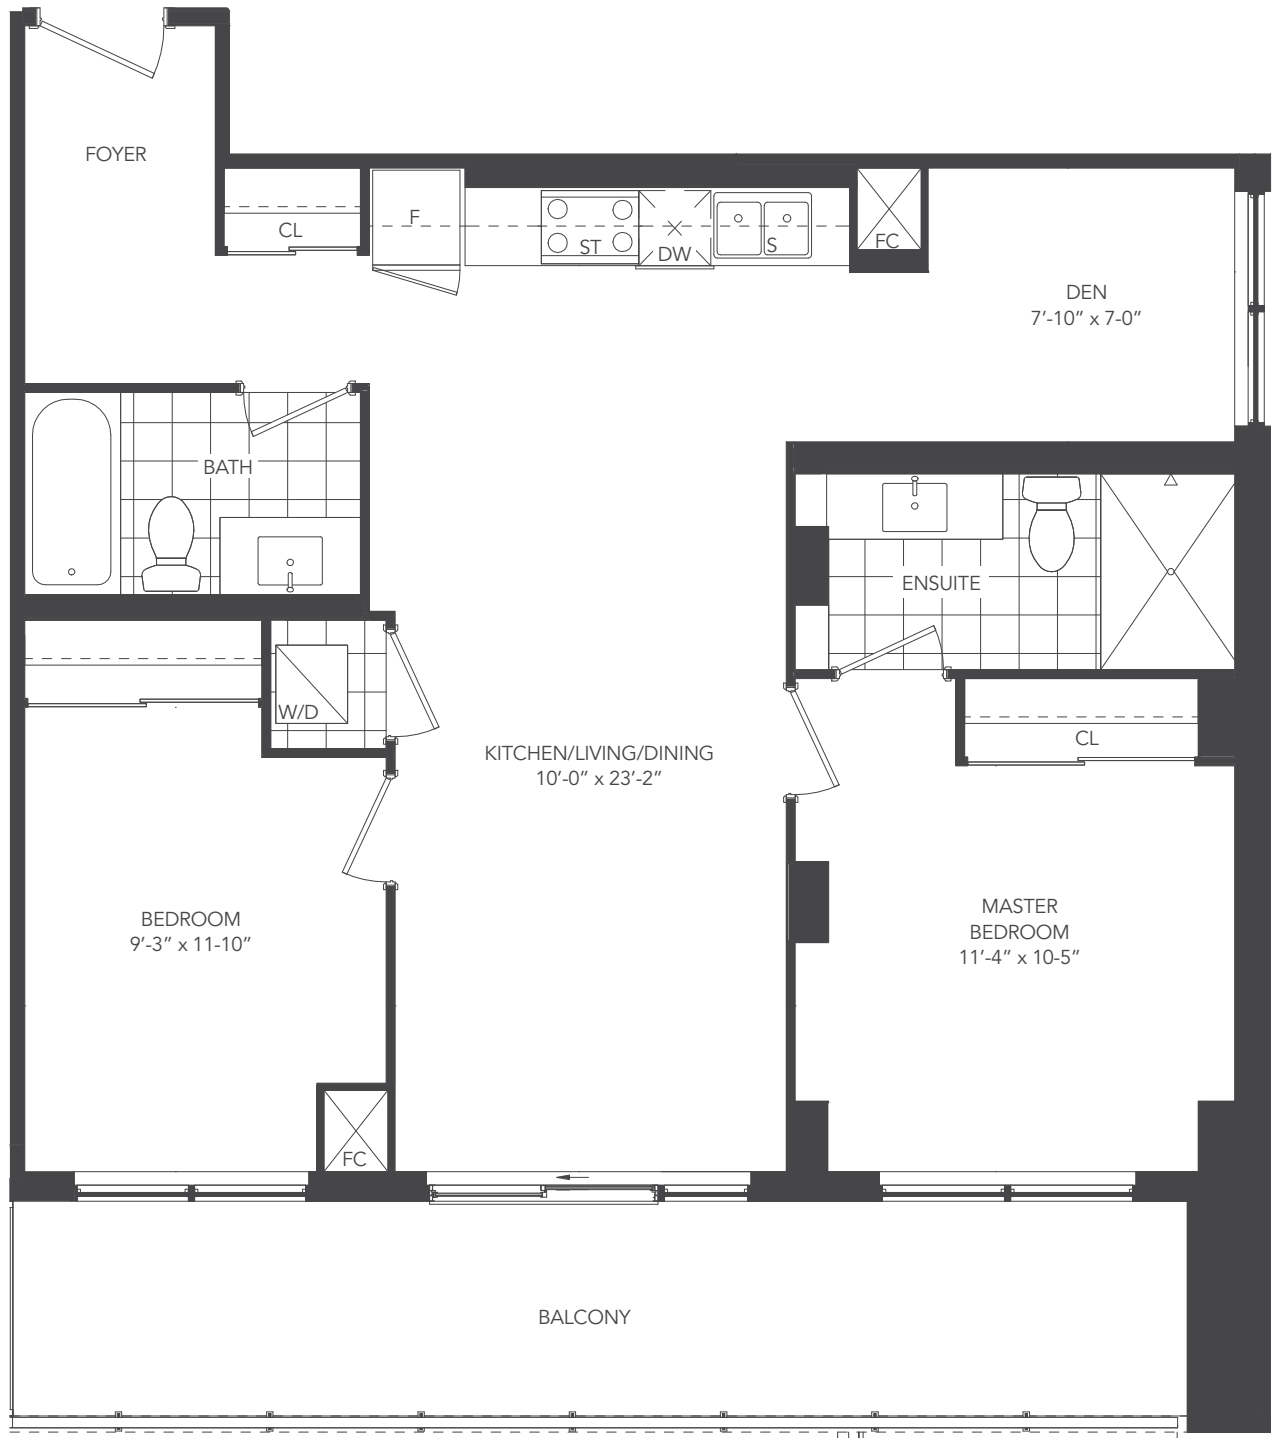 FOYER
CL
F
ST
DW
S
FC
DEN
7’-10” x 7-0”
BATH
ENSUITE
W/D
KITCHEN/LIVING/DINING
10’-0” x 23’-2”
CL
BEDROOM
9’-3” x 11-10”
MASTER
BEDROOM
11’-4” x 10-5”
FC
BALCONY